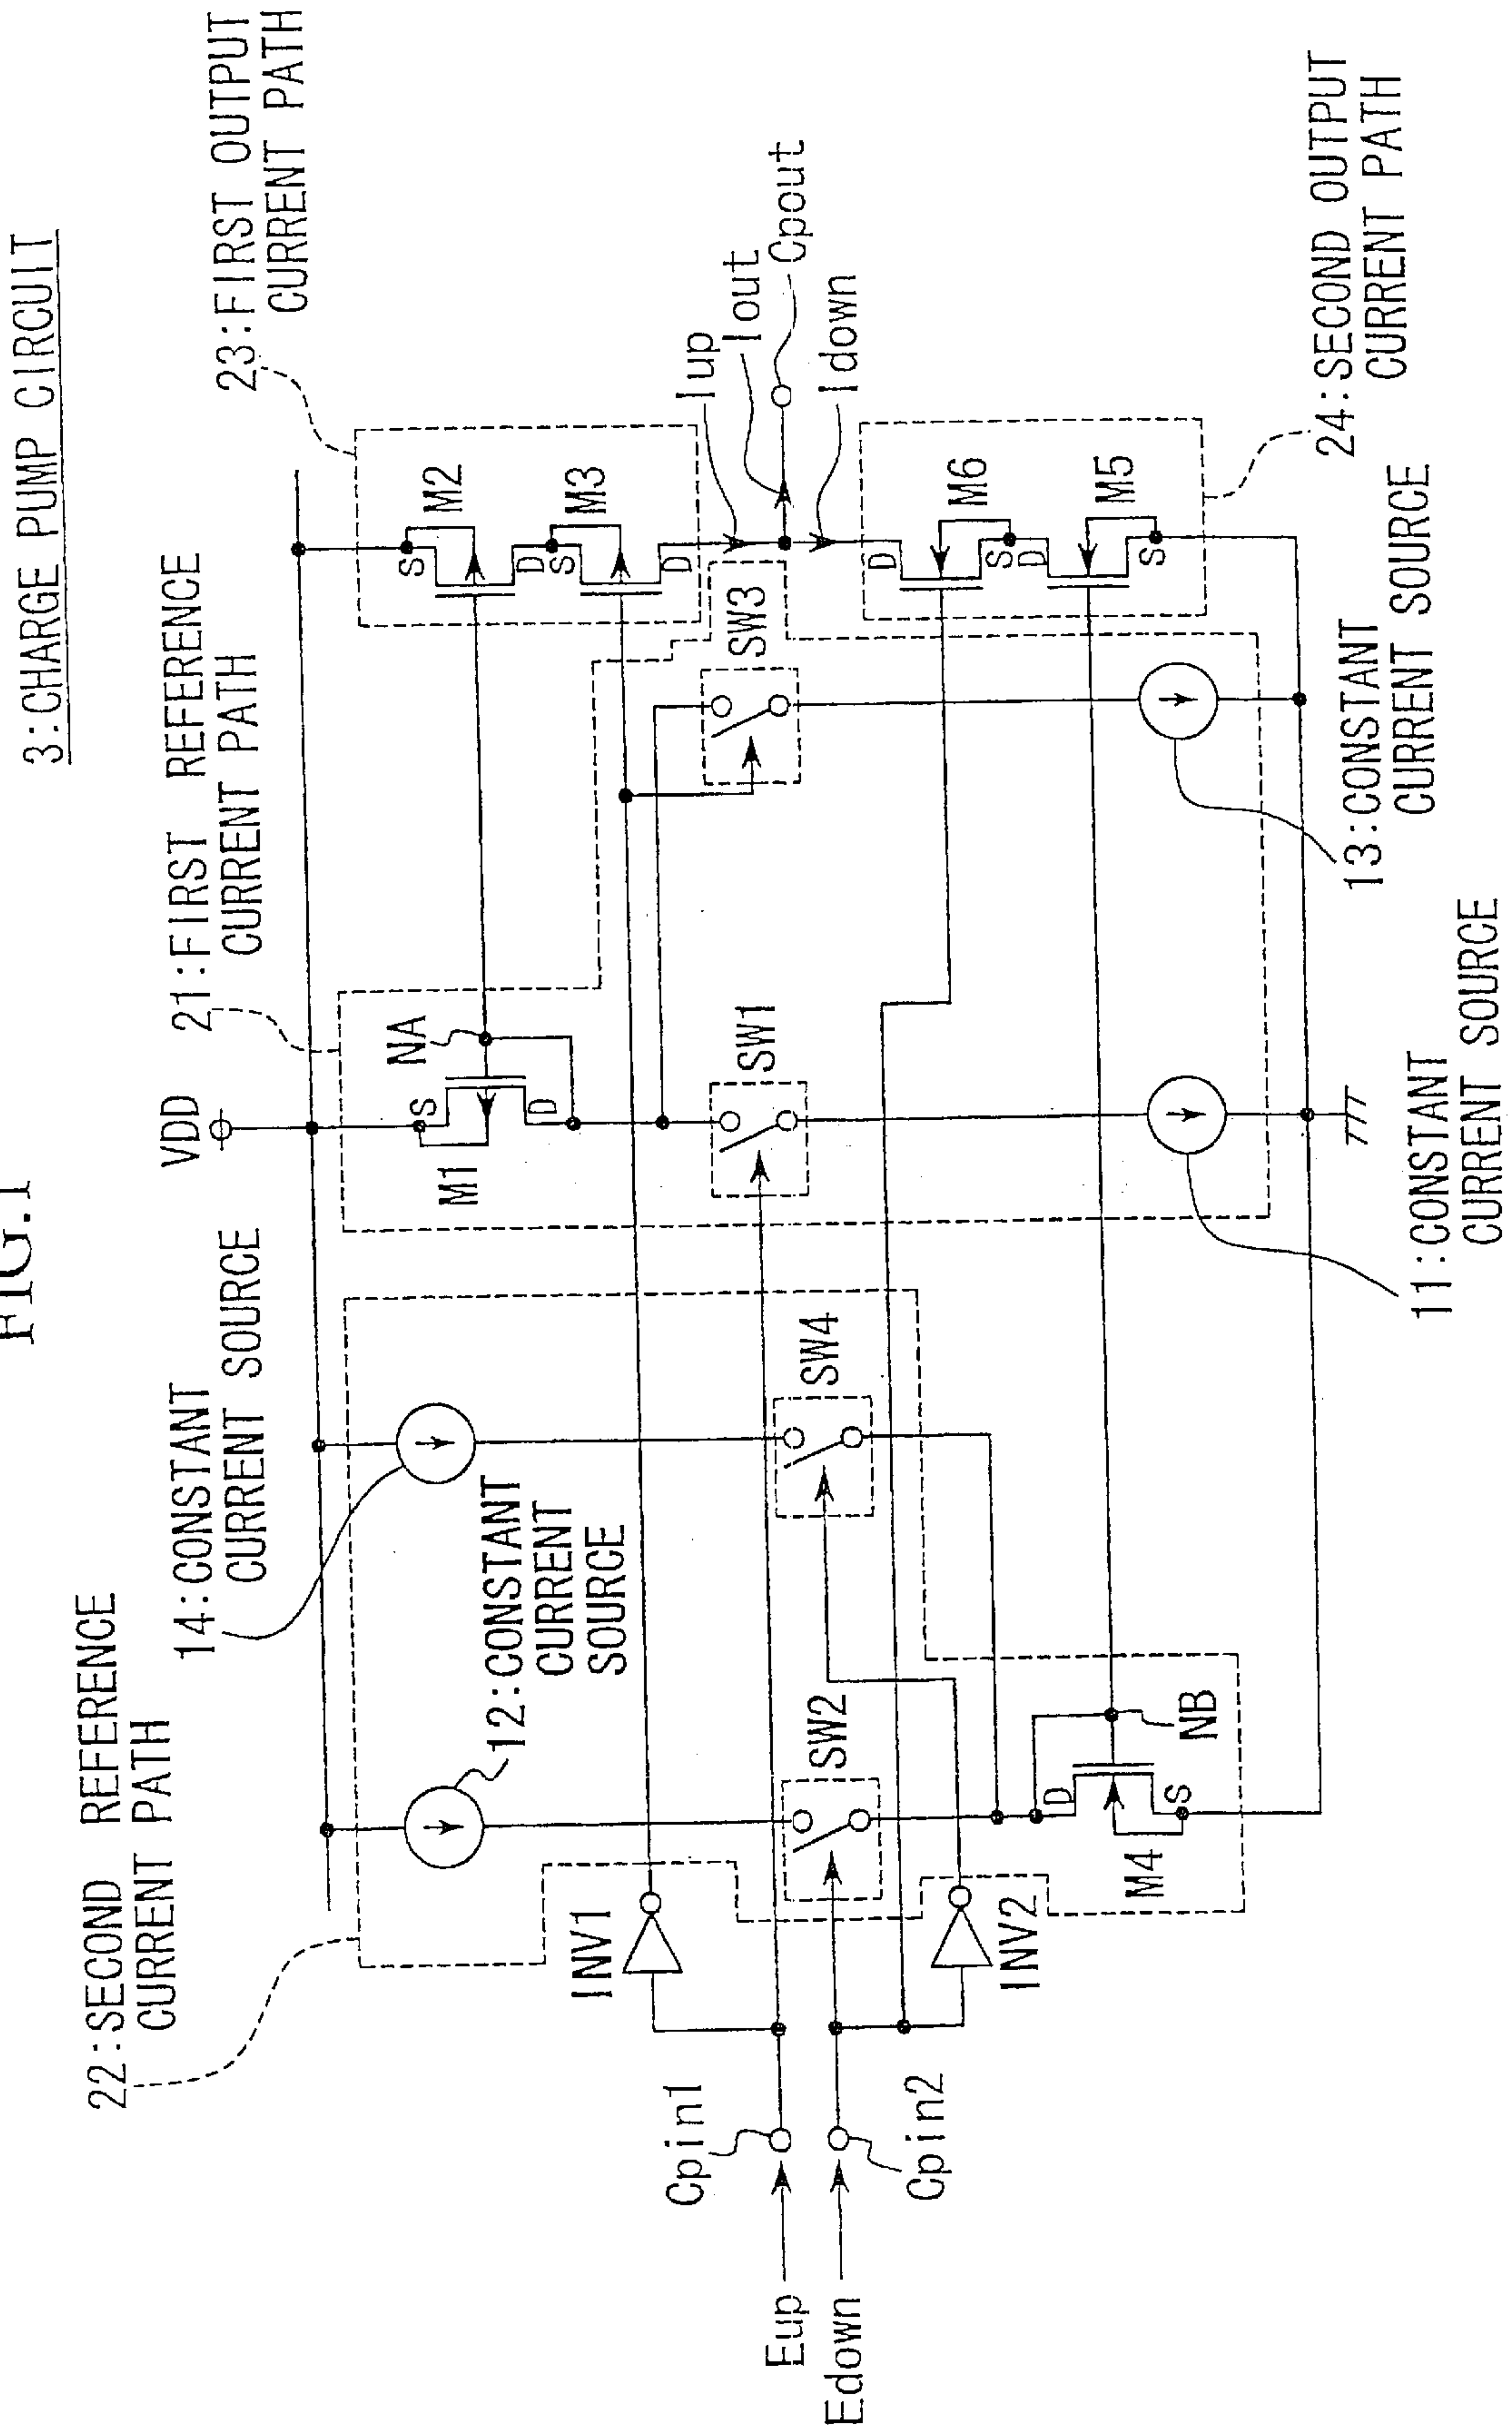 FIG.1
3:CHARGE PUMP CIRCUIT
22:SECOND REFERENCE
CURRENT PATH
14:CONSTANT
CURRENT SOURCE
VDD
21:FIRST REFERENCE
CURRENT PATH
23:FIRST OUTPUT
CURRENT PATH
12:CONSTANT
CURRENT
SOURCE
M1
S
D
NA
S
M2
D
S
M3
D
INV1
SW2
SW4
SW1
SW3
Iup
Iout
Cpout
Idown
Cpin1
Eup
Edown
Cpin2
INV2
D
M6
S
D
M5
S
M4
D
S
NB
11:CONSTANT
CURRENT SOURCE
13:CONSTANT
CURRENT SOURCE
24:SECOND OUTPUT
CURRENT PATH